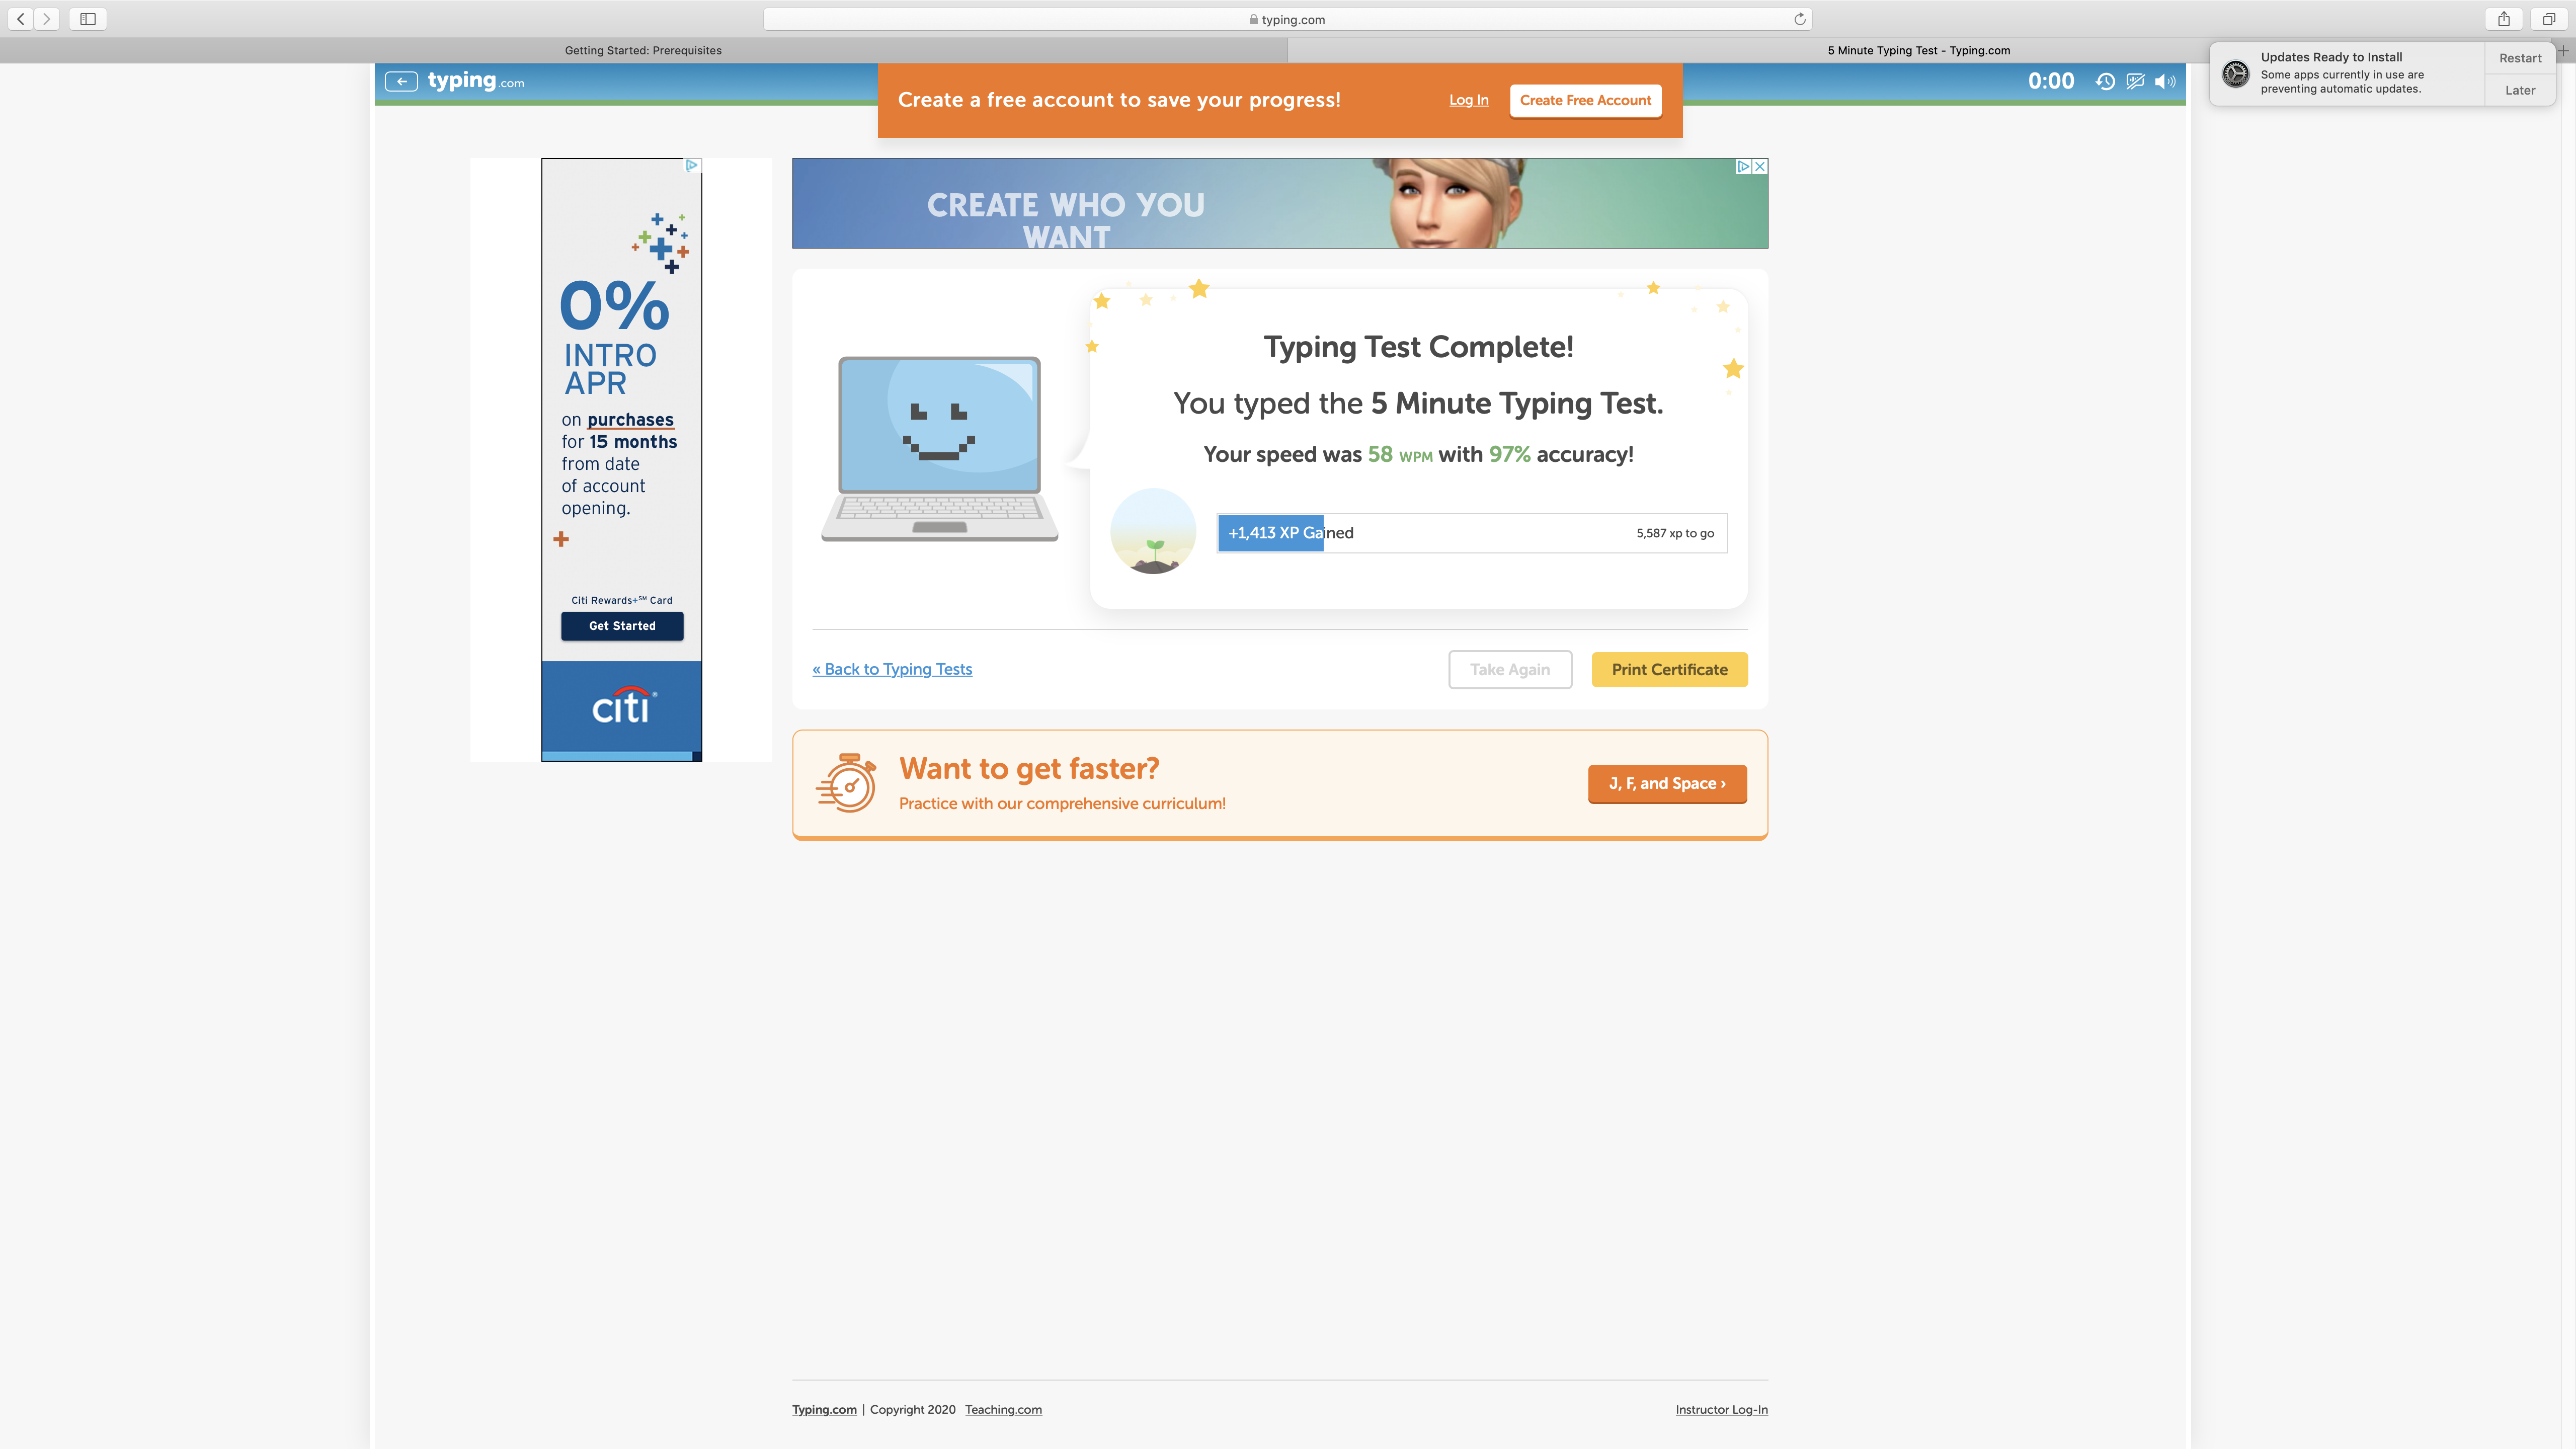 typing.com
Getting Started: Prerequisites
5 Minute Typing Test - Typing.com
Updates Ready to Install
Some apps currently in use are
preventing automatic updates.
Restart
Later
typing.com
Create a free account to save your progress!
Log In
Create Free Account
0:00
CREATE WHO YOU
WANT
0%
INTRO
APR
on purchases
for 15 months
from date
of account
opening.
Citi Rewards+℠ Card
Get Started
citi®
Typing Test Complete!
You typed the 5 Minute Typing Test.
Your speed was 58 WPM with 97% accuracy!
+1,413 XP Gained
5,587 xp to go
« Back to Typing Tests
Take Again
Print Certificate
Want to get faster?
Practice with our comprehensive curriculum!
J, F, and Space ›
Typing.com | Copyright 2020 Teaching.com
Instructor Log-In